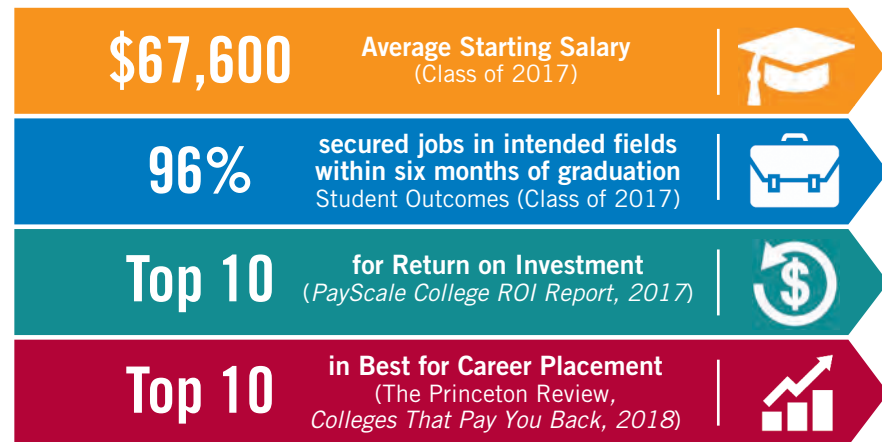 $67,600
Average Starting Salary
(Class of 2017)
96%
secured jobs in intended fields
within six months of graduation
Student Outcomes (Class of 2017)
Top 10
for Return on Investment
(PayScale College ROI Report, 2017)
$
Top 10
in Best for Career Placement
(The Princeton Review,
Colleges That Pay You Back, 2018)